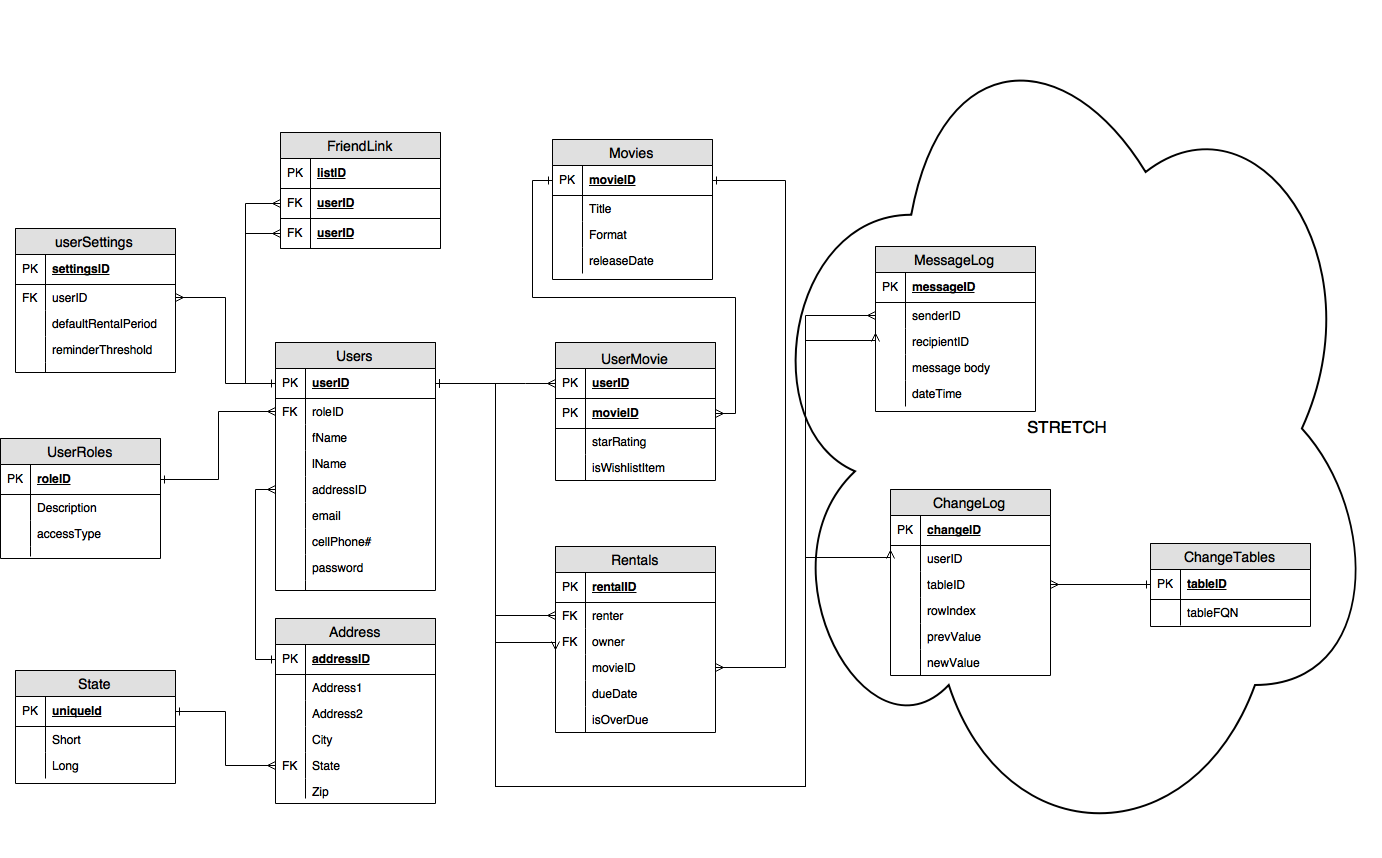 FriendLink
PK listID
FK userID
FK userID
Movies
PK movieID
Title
Format
releaseDate
userSettings
PK settingsID
FK userID
defaultRentalPeriod
reminderThreshold
MessageLog
PK messageID
senderID
recipientID
message body
dateTime
STRETCH
Users
PK userID
FK roleID
fName
lName
addressID
email
cellPhone#
password
UserMovie
PK userID
PK movieID
starRating
isWishlistItem
UserRoles
PK roleID
Description
accessType
ChangeLog
PK changeID
userID
tableID
rowIndex
prevValue
newValue
ChangeTables
PK tableID
tableFQN
Rentals
PK rentalID
FK renter
FK owner
movieID
dueDate
isOverDue
Address
PK addressID
Address1
Address2
City
FK State
Zip
State
PK uniqueId
Short
Long